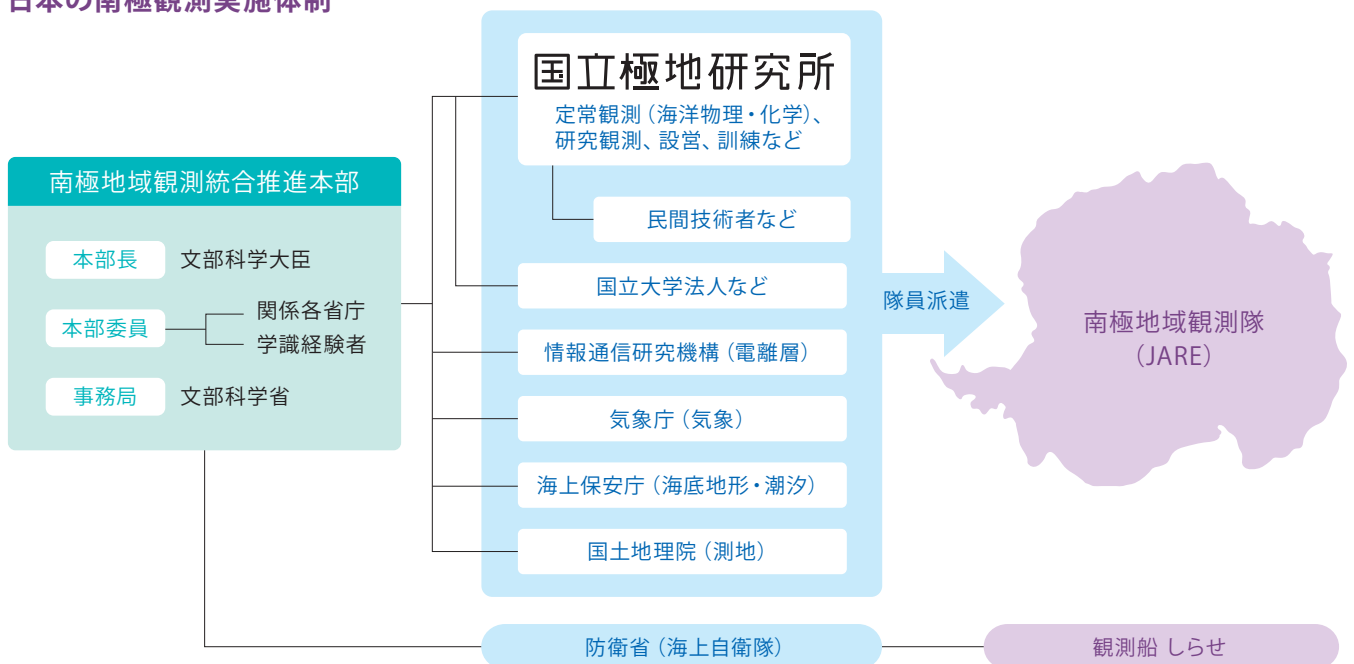 日本の南極観測実施体制
国立極地研究所
定常観測（海洋物理・化学）、
研究観測、設営、訓練など
民間技術者など
南極地域観測統合推進本部
本部長 文部科学大臣
本部委員 関係各省庁
学識経験者
事務局 文部科学省
国立大学法人など
情報通信研究機構（電離層）
気象庁（気象）
海上保安庁（海底地形・潮汐）
国土地理院（測地）
隊員派遣
南極地域観測隊
（JARE）
防衛省（海上自衛隊）
観測船 しらせ